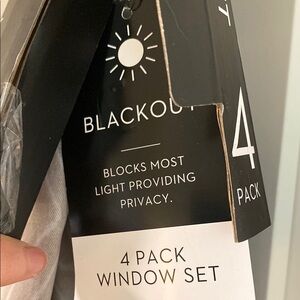 BLACKOUT
BLOCKS MOST
LIGHT PROVIDING
PRIVACY.
4 PACK
WINDOW SET
4
PACK